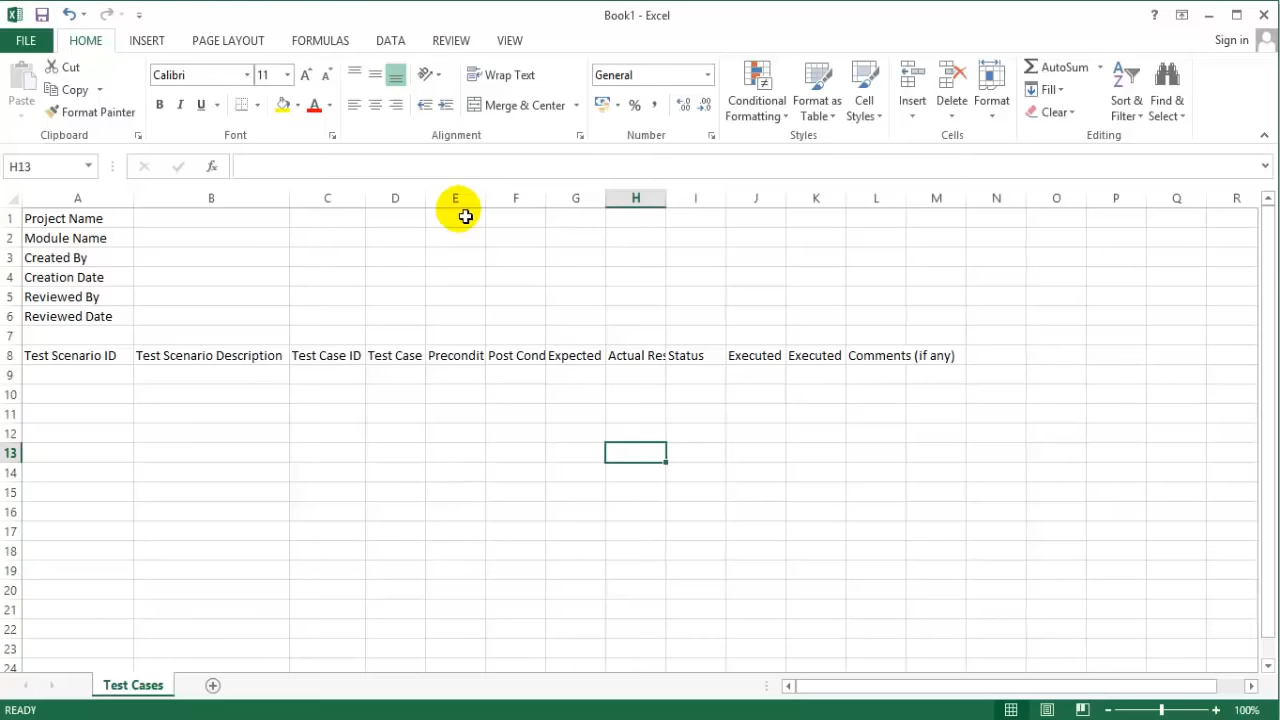 Book1 - Excel
?
FILE HOME INSERT PAGE LAYOUT FORMULAS DATA REVIEW VIEW Sign in
Paste Cut Copy Format Painter Clipboard
Calibri 11 A A B I U A Font
Wrap Text Merge & Center Alignment
General % , .0 .00 .00 .0 Number
Conditional Formatting Format as Table Cell Styles Styles
Insert Delete Format Cells
AutoSum Fill Clear Sort & Filter Find & Select Editing
H13 fx
A B C D E F G H I J K L M N O P Q R
1 Project Name
2 Module Name
3 Created By
4 Creation Date
5 Reviewed By
6 Reviewed Date
7
8 Test Scenario ID Test Scenario Description Test Case ID Test Case Precondit Post Cond Expected Actual Res Status Executed Executed Comments (if any)
9
10
11
12
13
14
15
16
17
18
19
20
21
22
23
24
Test Cases
READY 100%